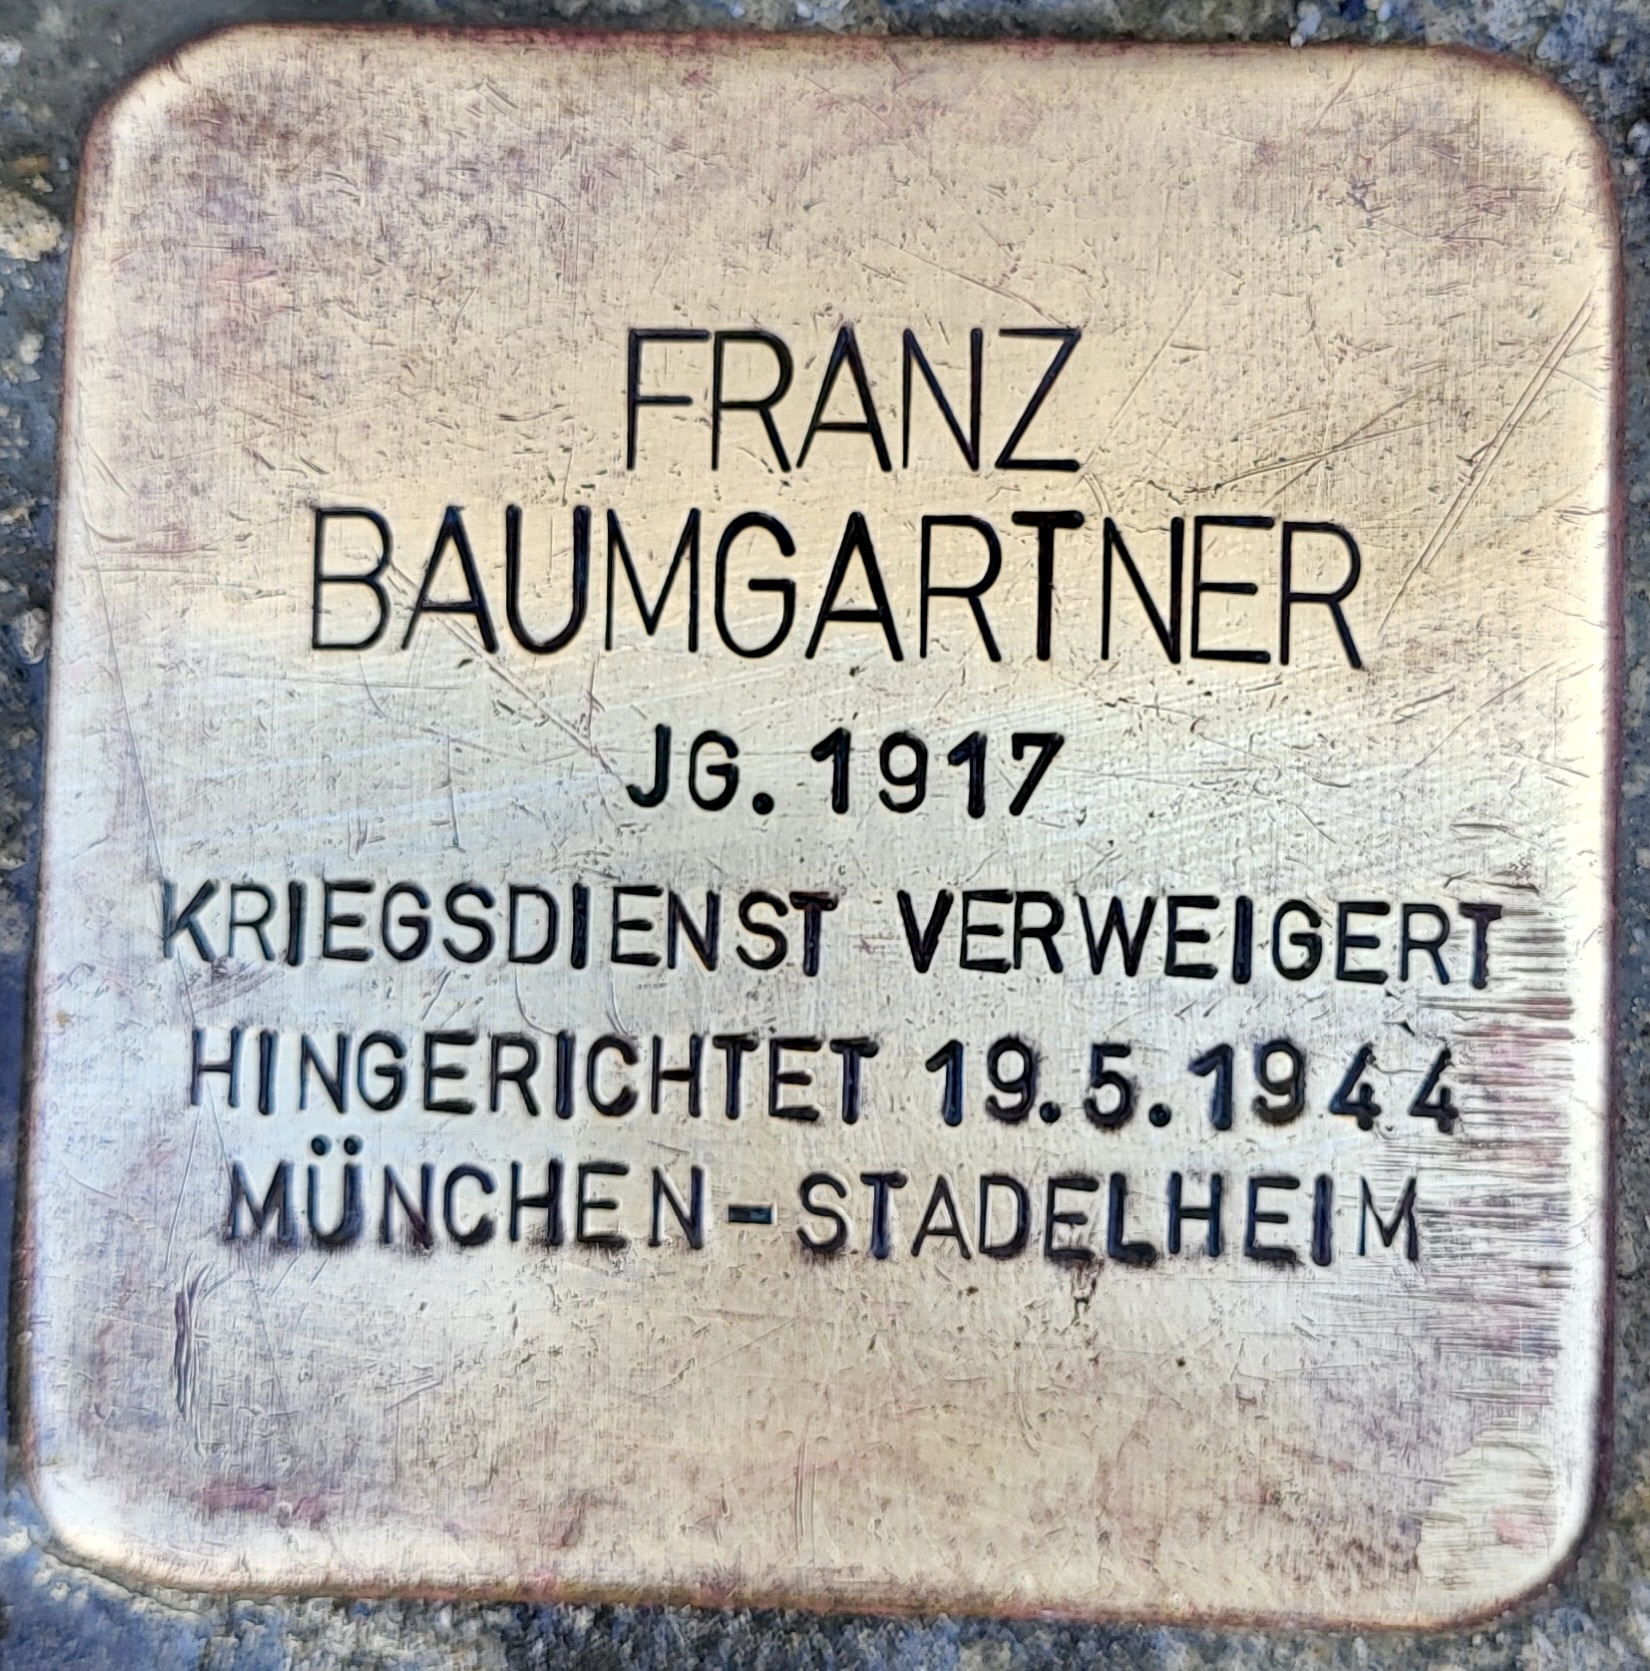 FRANZ
BAUMGARTNER
JG. 1917
KRIEGSDIENST VERWEIGERT
HINGERICHTET 19.5.1944
MÜNCHEN-STADELHEIM